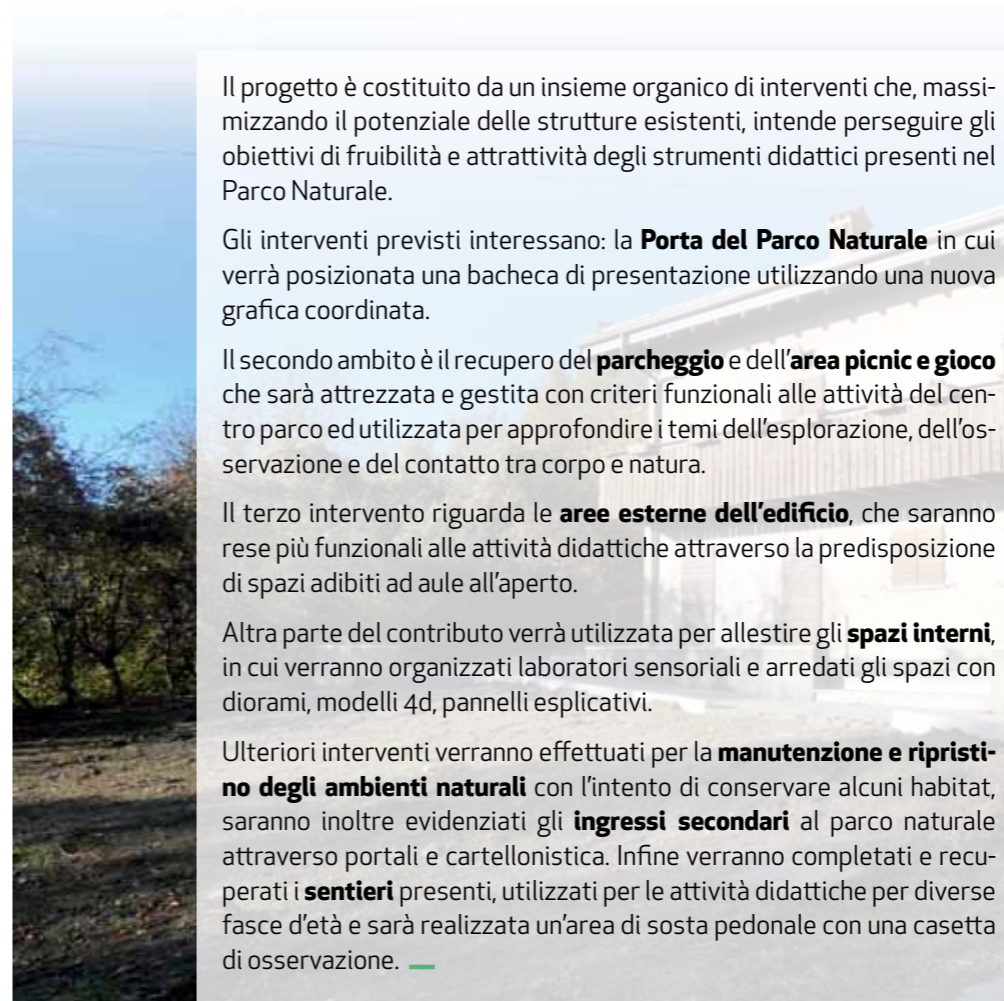 Il progetto è costituito da un insieme organico di interventi che, massi-
mizzando il potenziale delle strutture esistenti, intende perseguire gli
obiettivi di fruibilità e attrattività degli strumenti didattici presenti nel
Parco Naturale.
Gli interventi previsti interessano: la Porta del Parco Naturale in cui
verrà posizionata una bacheca di presentazione utilizzando una nuova
grafica coordinata.
Il secondo ambito è il recupero del parcheggio e dell'area picnic e gioco
che sarà attrezzata e gestita con criteri funzionali alle attività del cen-
tro parco ed utilizzata per approfondire i temi dell'esplorazione, dell'os-
servazione e del contatto tra corpo e natura.
Il terzo intervento riguarda le aree esterne dell'edificio, che saranno
rese più funzionali alle attività didattiche attraverso la predisposizione
di spazi adibiti ad aule all'aperto.
Altra parte del contributo verrà utilizzata per allestire gli spazi interni,
in cui verranno organizzati laboratori sensoriali e arredati gli spazi con
diorami, modelli 4d, pannelli esplicativi.
Ulteriori interventi verranno effettuati per la manutenzione e ripristi-
no degli ambienti naturali con l'intento di conservare alcuni habitat,
saranno inoltre evidenziati gli ingressi secondari al parco naturale
attraverso portali e cartellonistica. Infine verranno completati e recu-
perati i sentieri presenti, utilizzati per le attività didattiche per diverse
fasce d'età e sarà realizzata un'area di sosta pedonale con una casetta
di osservazione.